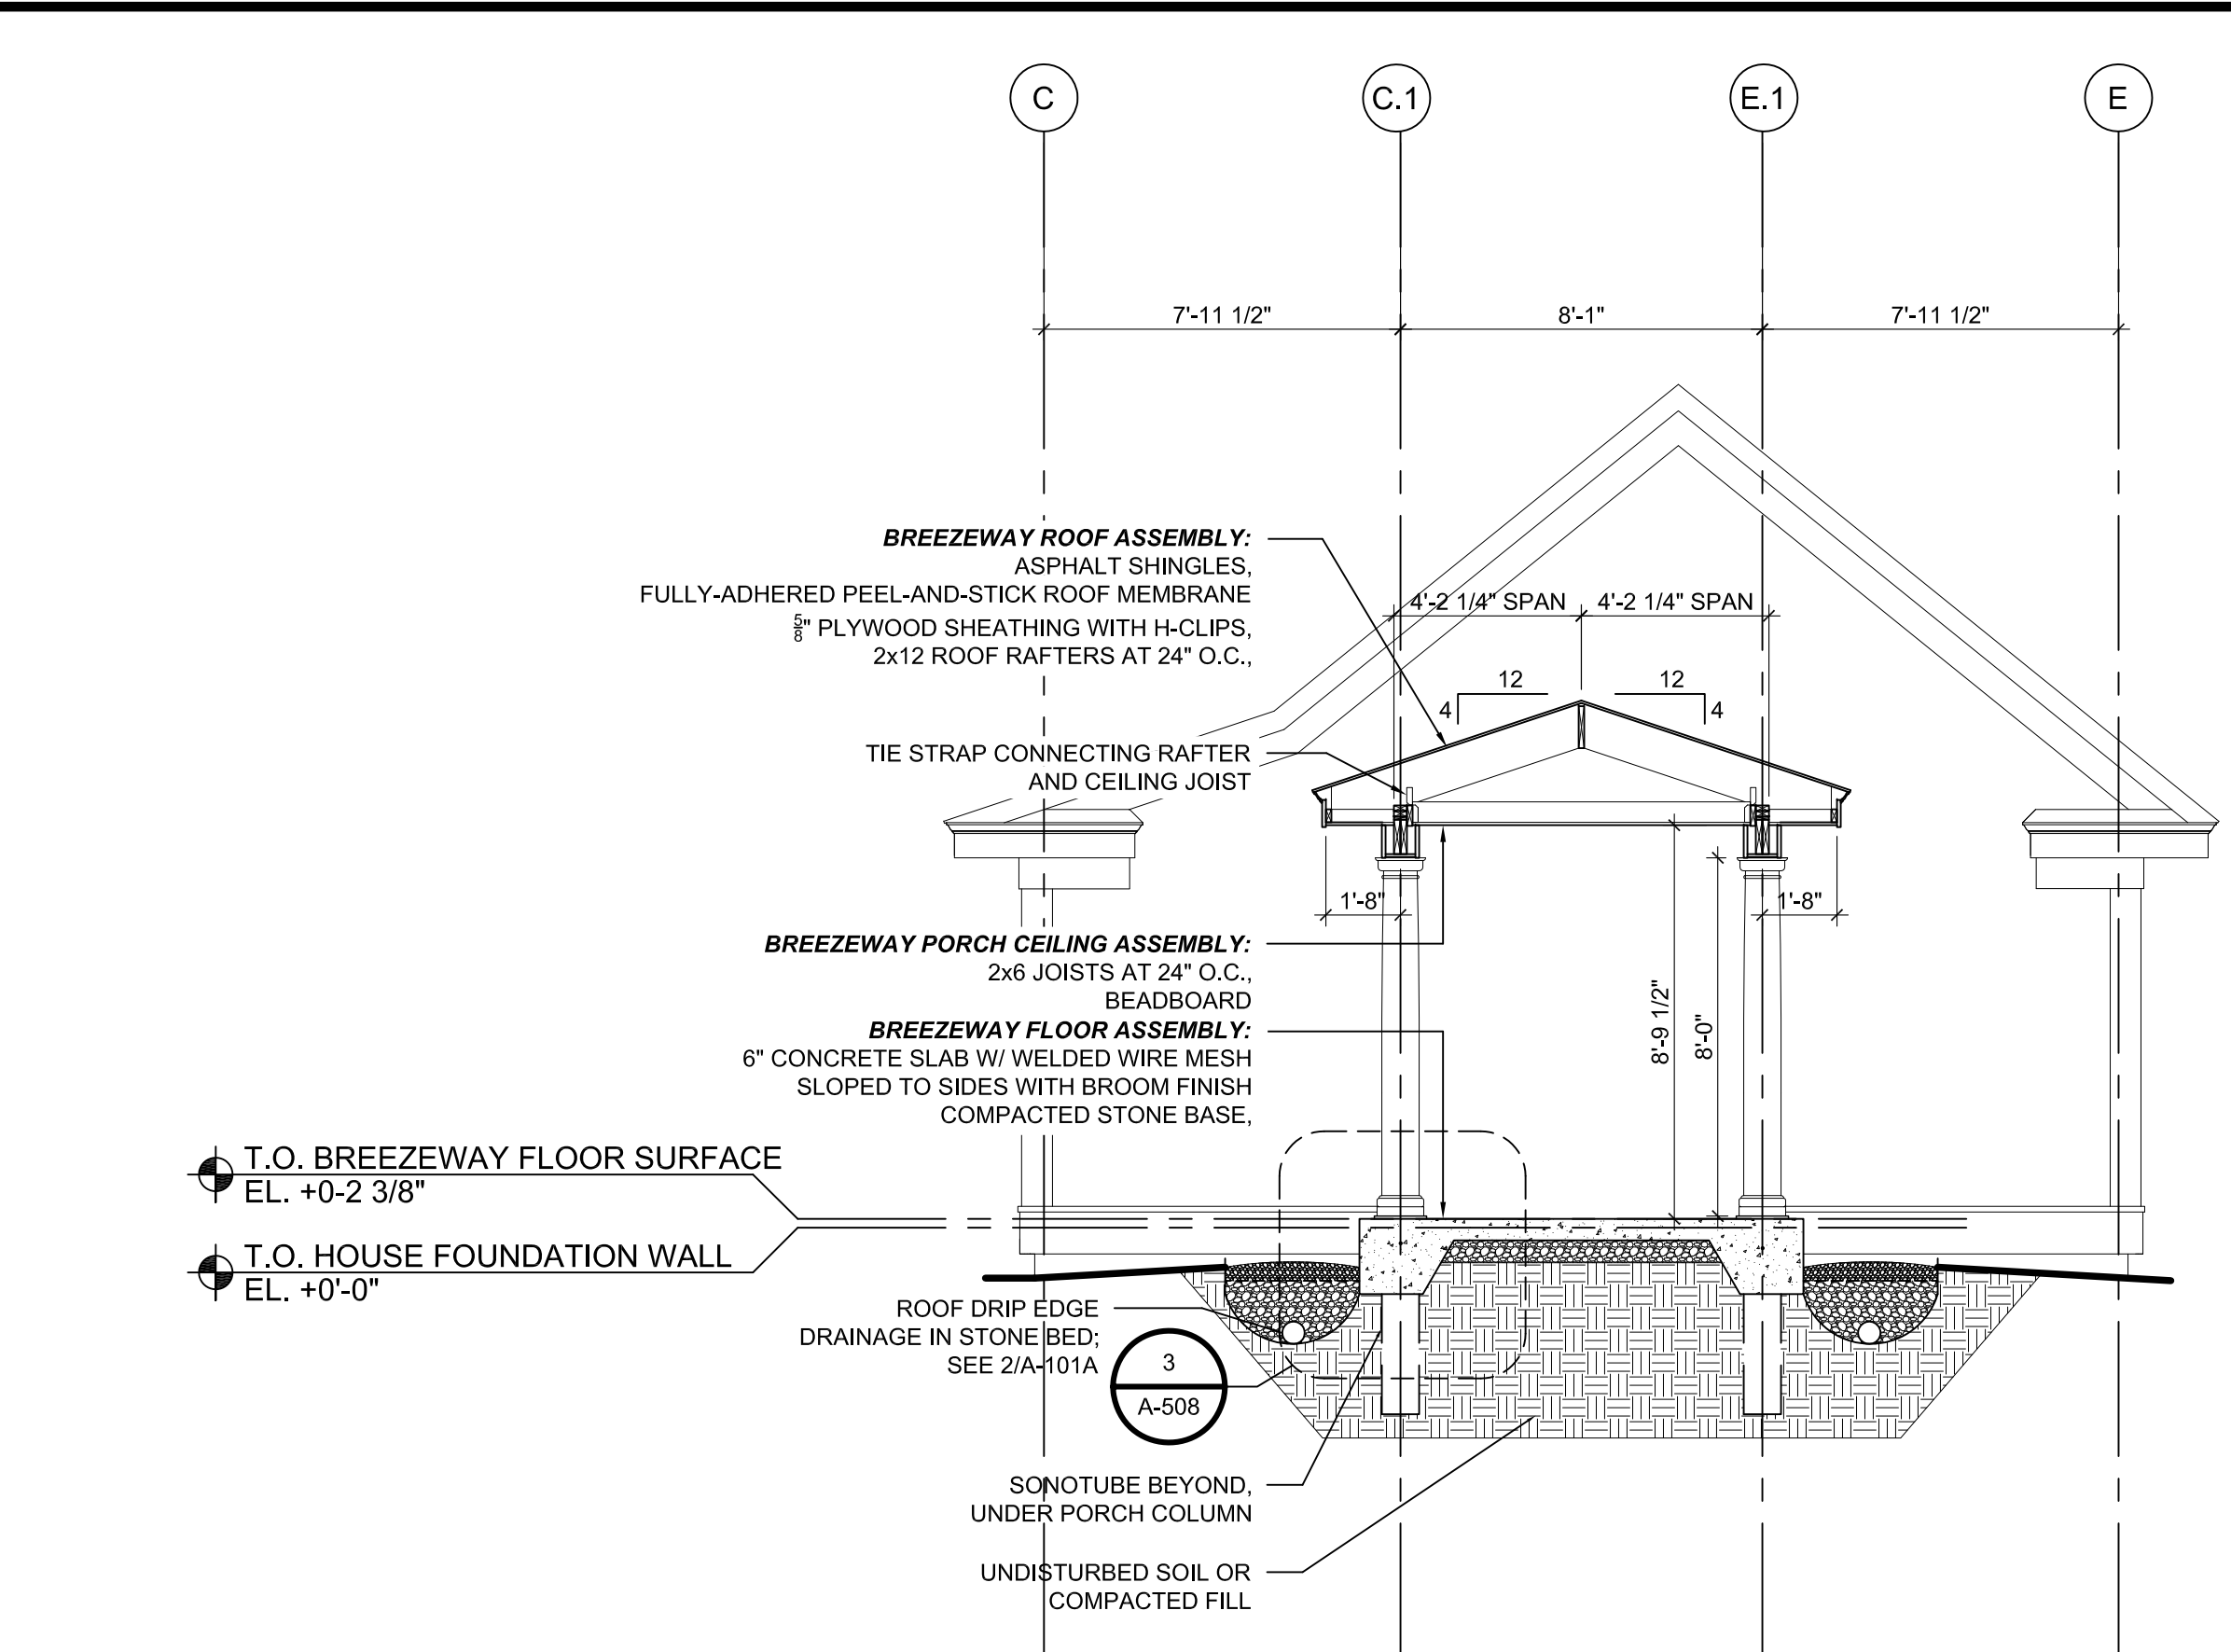 C
C.1
E.1
E
7'-11 1/2"
8'-1"
7'-11 1/2"
BREEZEWAY ROOF ASSEMBLY:
ASPHALT SHINGLES,
FULLY-ADHERED PEEL-AND-STICK ROOF MEMBRANE
5/8" PLYWOOD SHEATHING WITH H-CLIPS,
2x12 ROOF RAFTERS AT 24" O.C.,
4'-2 1/4" SPAN
4'-2 1/4" SPAN
12
4
12
4
TIE STRAP CONNECTING RAFTER
AND CEILING JOIST
1'-8"
1'-8"
BREEZEWAY PORCH CEILING ASSEMBLY:
2x6 JOISTS AT 24" O.C.,
BEADBOARD
8'-9 1/2"
8'-0"
BREEZEWAY FLOOR ASSEMBLY:
6" CONCRETE SLAB W/ WELDED WIRE MESH
SLOPED TO SIDES WITH BROOM FINISH
COMPACTED STONE BASE,
T.O. BREEZEWAY FLOOR SURFACE
EL. +0-2 3/8"
T.O. HOUSE FOUNDATION WALL
EL. +0'-0"
ROOF DRIP EDGE
DRAINAGE IN STONE BED;
SEE 2/A-101A
3
A-508
SONOTUBE BEYOND,
UNDER PORCH COLUMN
UNDISTURBED SOIL OR
COMPACTED FILL